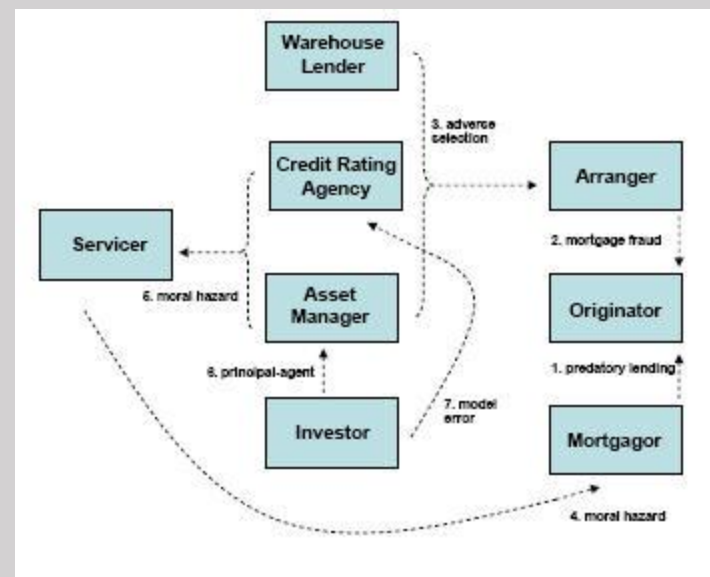 Warehouse
Lender
3. adverse
selection
Credit Rating
Agency
Arranger
Servicer
2. mortgage fraud
5. moral hazard
Asset
Manager
Originator
6. principal-agent
1. predatory lending
7. model
error
Investor
Mortgagor
4. moral hazard